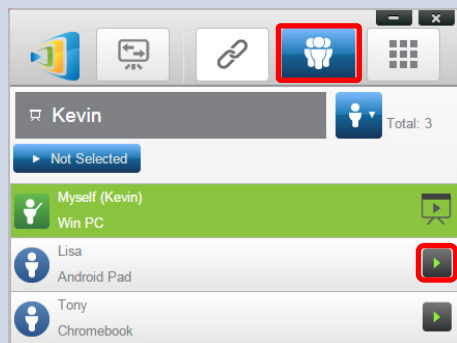 Kevin
Total: 3
Not Selected
Myself (Kevin)
Win PC
Lisa
Android Pad
Tony
Chromebook